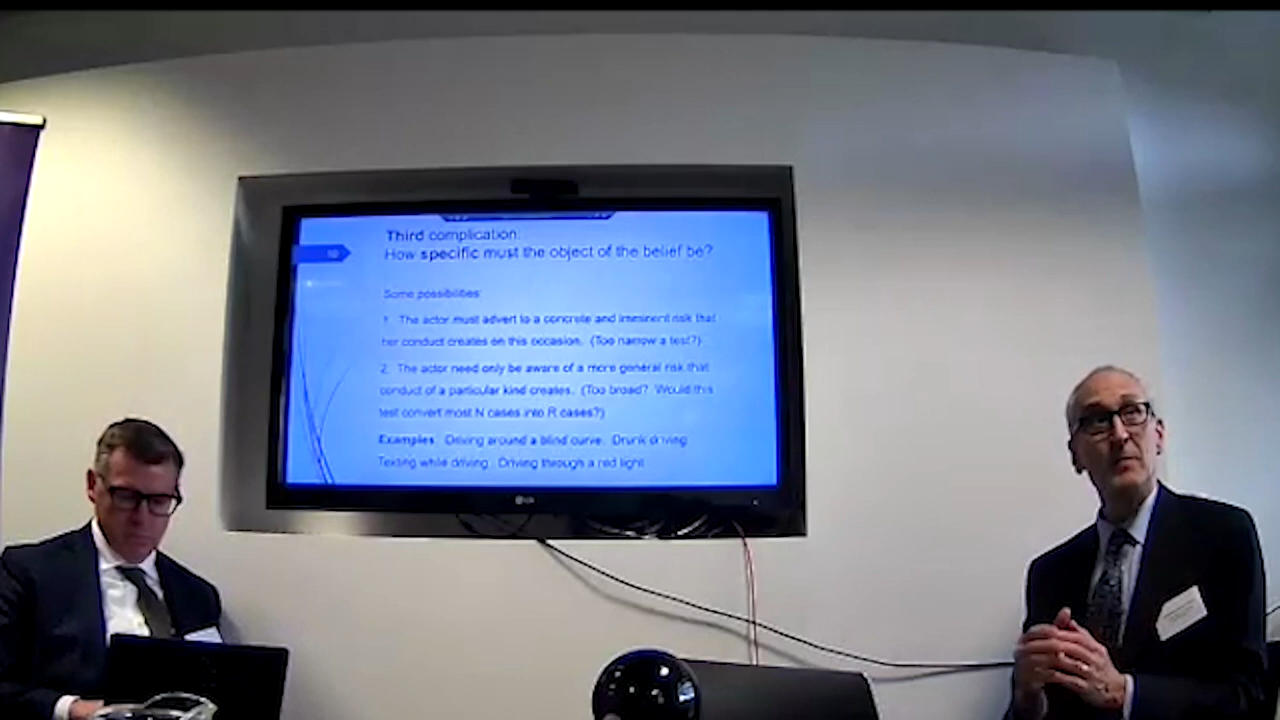 Third complication:
How specific must the object of the belief be?
10
Some possibilities:
1. The actor must advert to a concrete and imminent risk that
her conduct creates on this occasion. (Too narrow a test?)
2. The actor need only be aware of a more general risk that
conduct of a particular kind creates. (Too broad? Would this
test convert most N cases into R cases?)
Examples: Driving around a blind curve. Drunk driving.
Texting while driving. Driving through a red light.
LG